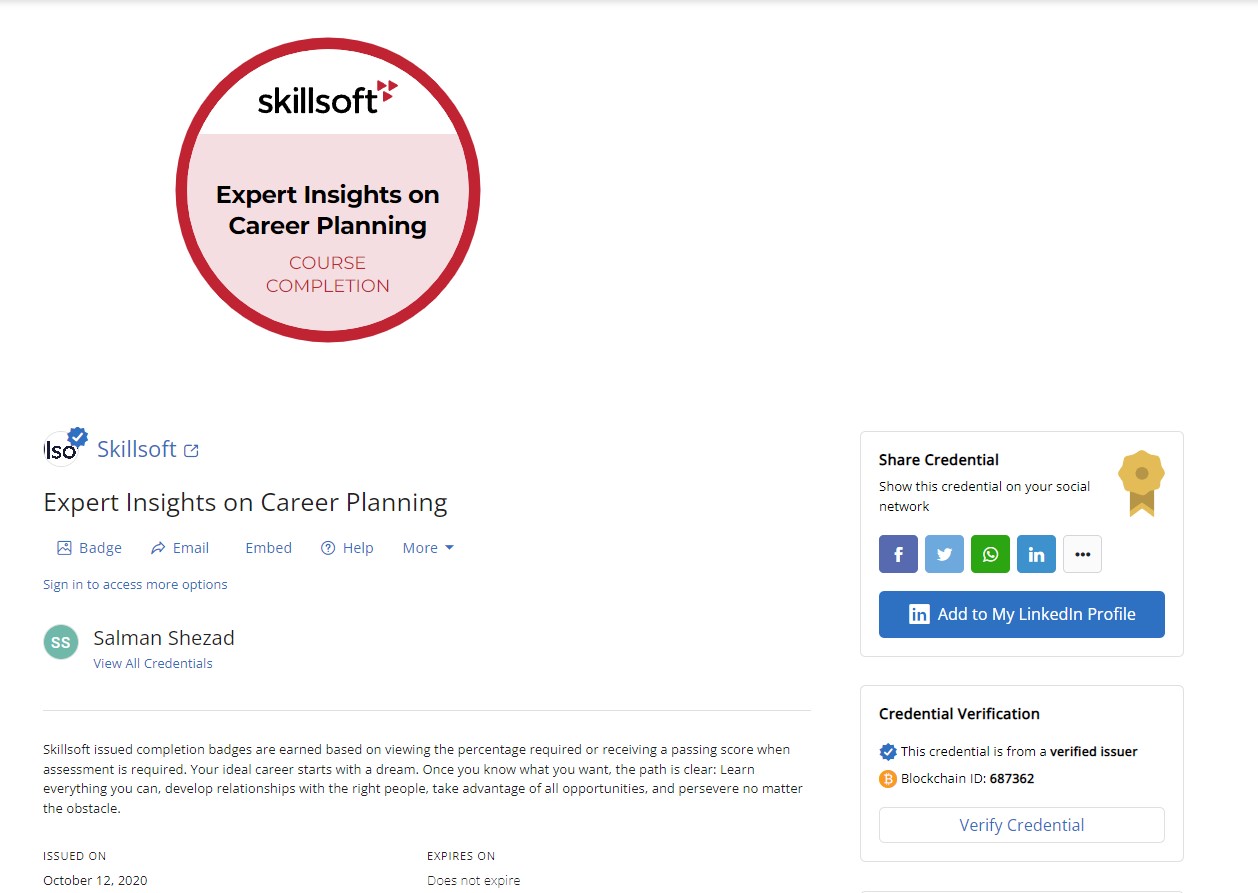 skillsoft
Expert Insights on
Career Planning
COURSE
COMPLETION
lso
Skillsoft
Expert Insights on Career Planning
Badge
Email
Embed
Help
More
Sign in to access more options
SS
Salman Shezad
View All Credentials
Skillsoft issued completion badges are earned based on viewing the percentage required or receiving a passing score when
assessment is required. Your ideal career starts with a dream. Once you know what you want, the path is clear: Learn
everything you can, develop relationships with the right people, take advantage of all opportunities, and persevere no matter
the obstacle.
ISSUED ON
October 12, 2020
EXPIRES ON
Does not expire
Share Credential
Show this credential on your social
network
Add to My LinkedIn Profile
Credential Verification
This credential is from a verified issuer
Blockchain ID: 687362
Verify Credential